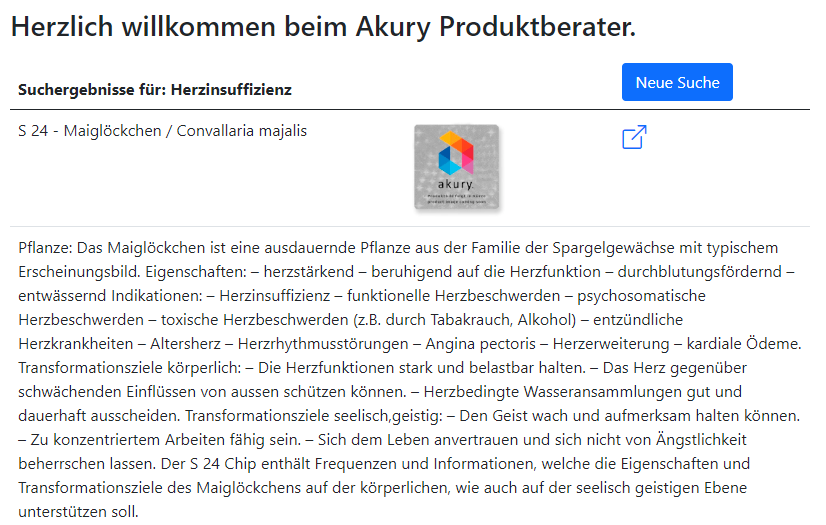 Herzlich willkommen beim Akury Produktberater.
Suchergebnisse für: Herzinsuffizienz
Neue Suche
S 24 - Maiglöckchen / Convallaria majalis
akury.
Pflanze: Das Maiglöckchen ist eine ausdauernde Pflanze aus der Familie der Spargelgewächse mit typischem
Erscheinungsbild. Eigenschaften: – herzstärkend – beruhigend auf die Herzfunktion – durchblutungsfördernd –
entwässernd Indikationen: – Herzinsuffizienz – funktionelle Herzbeschwerden – psychosomatische
Herzbeschwerden – toxische Herzbeschwerden (z.B. durch Tabakrauch, Alkohol) – entzündliche
Herzkrankheiten – Altersherz – Herzrhythmusstörungen – Angina pectoris – Herzerweiterung – kardiale Ödeme.
Transformationsziele körperlich: – Die Herzfunktionen stark und belastbar halten. – Das Herz gegenüber
schwächenden Einflüssen von aussen schützen können. – Herzbedingte Wasseransammlungen gut und
dauerhaft ausscheiden. Transformationsziele seelisch,geistig: – Den Geist wach und aufmerksam halten können.
– Zu konzentriertem Arbeiten fähig sein. – Sich dem Leben anvertrauen und sich nicht von Ängstlichkeit
beherrschen lassen. Der S 24 Chip enthält Frequenzen und Informationen, welche die Eigenschaften und
Transformationsziele des Maiglöckchens auf der körperlichen, wie auch auf der seelisch geistigen Ebene
unterstützen soll.